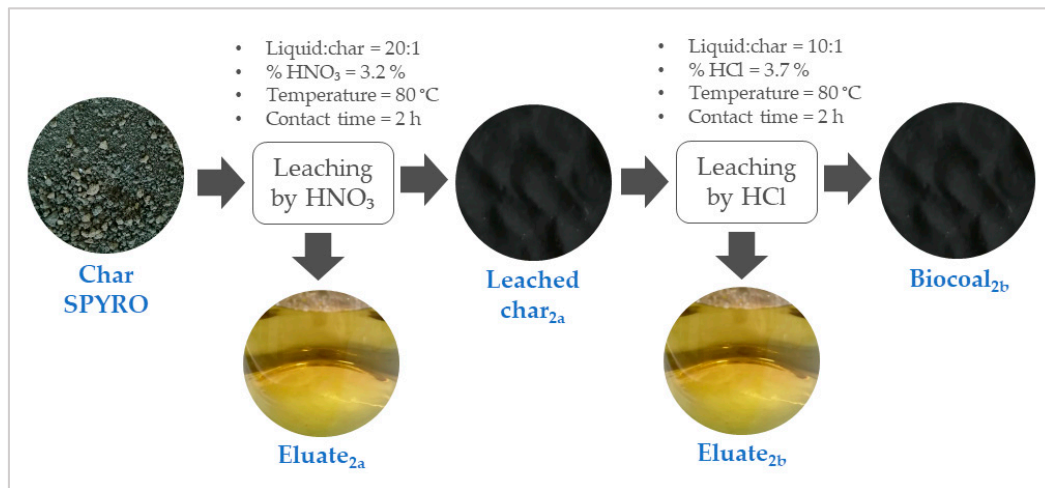 • Liquid:char = 20:1
• % HNO₃ = 3.2 %
• Temperature = 80 °C
• Contact time = 2 h
• Liquid:char = 10:1
• % HCl = 3.7 %
• Temperature = 80 °C
• Contact time = 2 h
Leaching
by HNO₃
Leaching
by HCl
Char
SPYRO
Leached
char₂ₐ
Biocoal₂b
Eluate₂ₐ
Eluate₂b